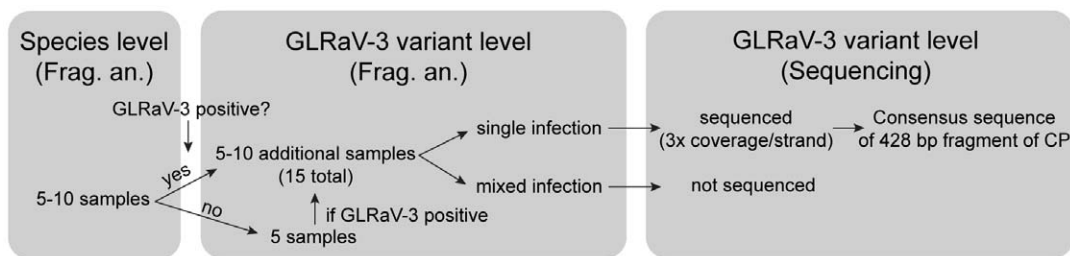 Species level
(Frag. an.)
GLRaV-3 variant level
(Frag. an.)
GLRaV-3 variant level
(Sequencing)
GLRaV-3 positive?
5-10 samples
yes
no
5-10 additional samples
(15 total)
if GLRaV-3 positive
5 samples
single infection
mixed infection
sequenced
(3x coverage/strand)
Consensus sequence
of 428 bp fragment of CP
not sequenced